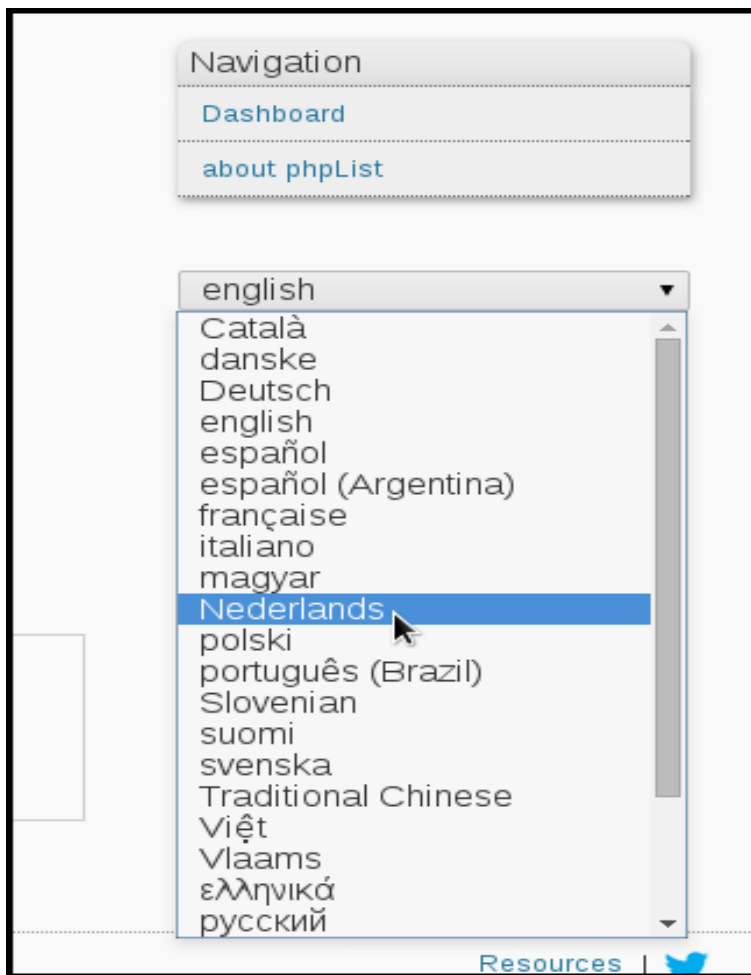 Navigation
Dashboard
about phpList
english
Català
danske
Deutsch
english
español
español (Argentina)
française
italiano
magyar
Nederlands
polski
português (Brazil)
Slovenian
suomi
svenska
Traditional Chinese
Việt
Vlaams
ελληνικά
русский
Resources |